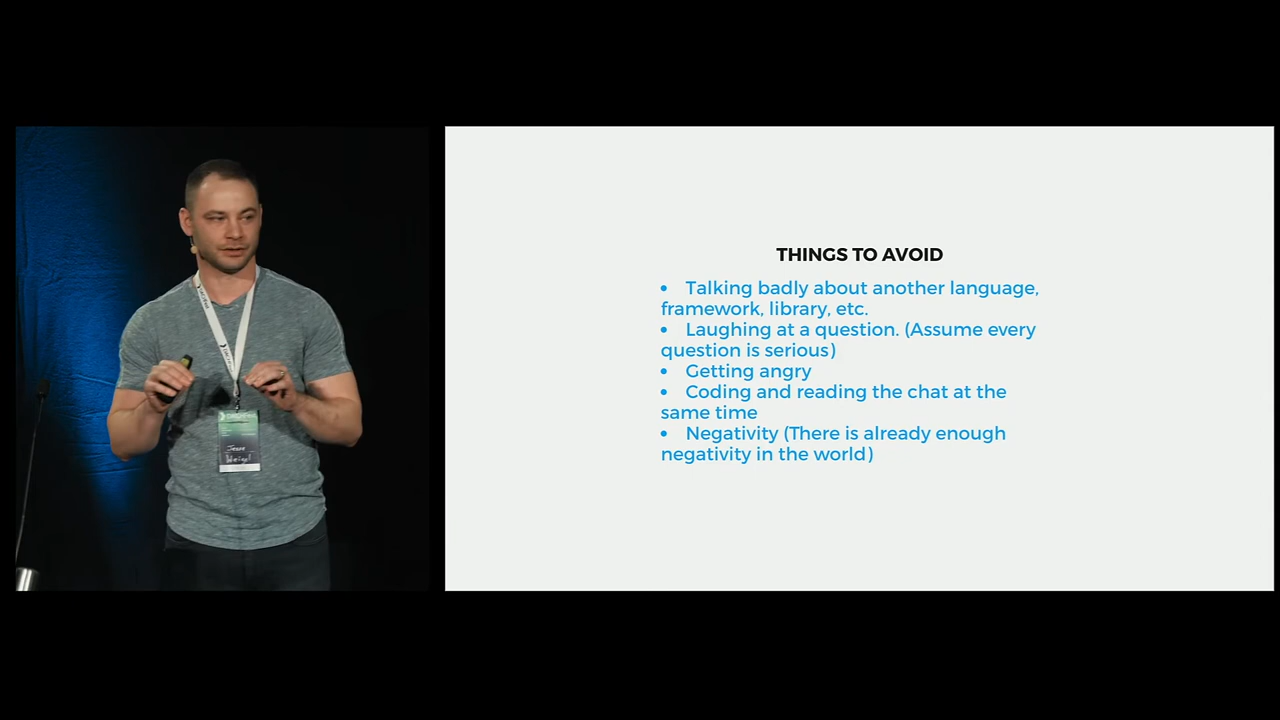 THINGS TO AVOID
• Talking badly about another language,
framework, library, etc.
• Laughing at a question. (Assume every
question is serious)
• Getting angry
• Coding and reading the chat at the
same time
• Negativity (There is already enough
negativity in the world)
Jesse
Weigel